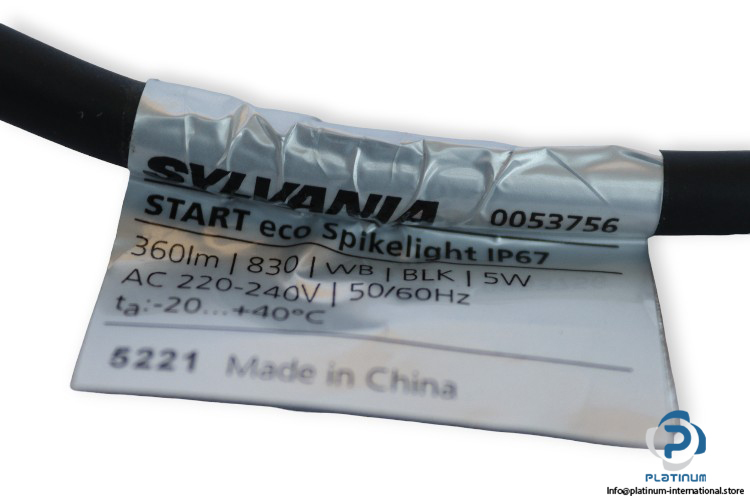 SYLVANIA 0053756
START eco Spikelight IP67
360lm | 830 | WB | BLK | 5W
AC 220-240V | 50/60Hz
ta:-20...+40°C
5221 Made in China
PLATINUM
Info@platinum-international.store